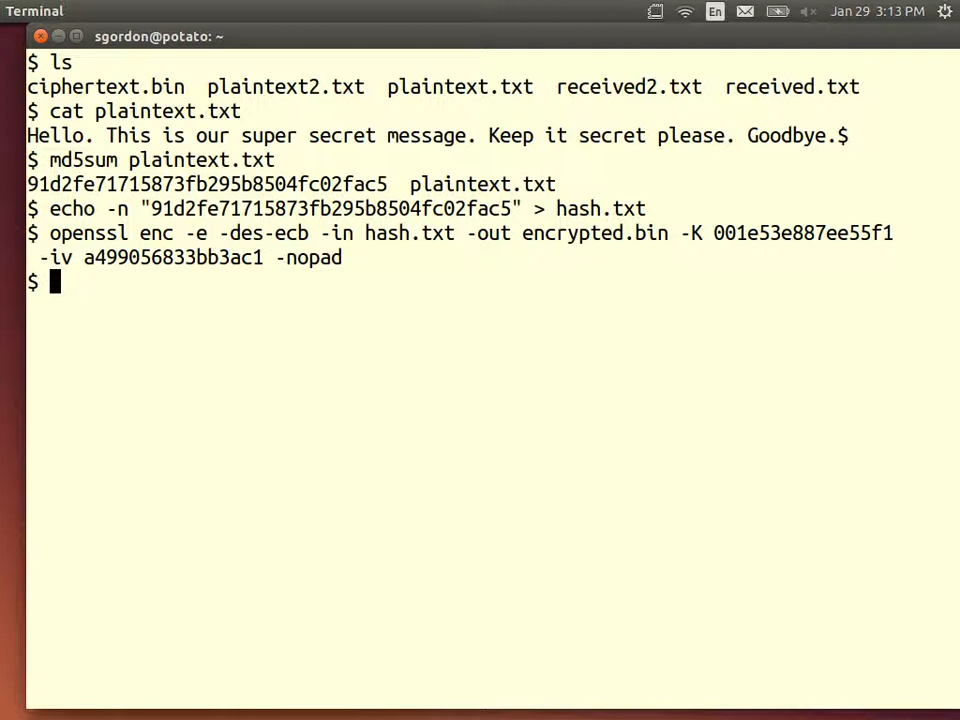 Terminal
En
Jan 29 3:13 PM
sgordon@potato: ~
$ ls
ciphertext.bin  plaintext2.txt  plaintext.txt  received2.txt  received.txt
$ cat plaintext.txt
Hello. This is our super secret message. Keep it secret please. Goodbye.$
$ md5sum plaintext.txt
91d2fe71715873fb295b8504fc02fac5  plaintext.txt
$ echo -n "91d2fe71715873fb295b8504fc02fac5" > hash.txt
$ openssl enc -e -des-ecb -in hash.txt -out encrypted.bin -K 001e53e887ee55f1
 -iv a499056833bb3ac1 -nopad
$